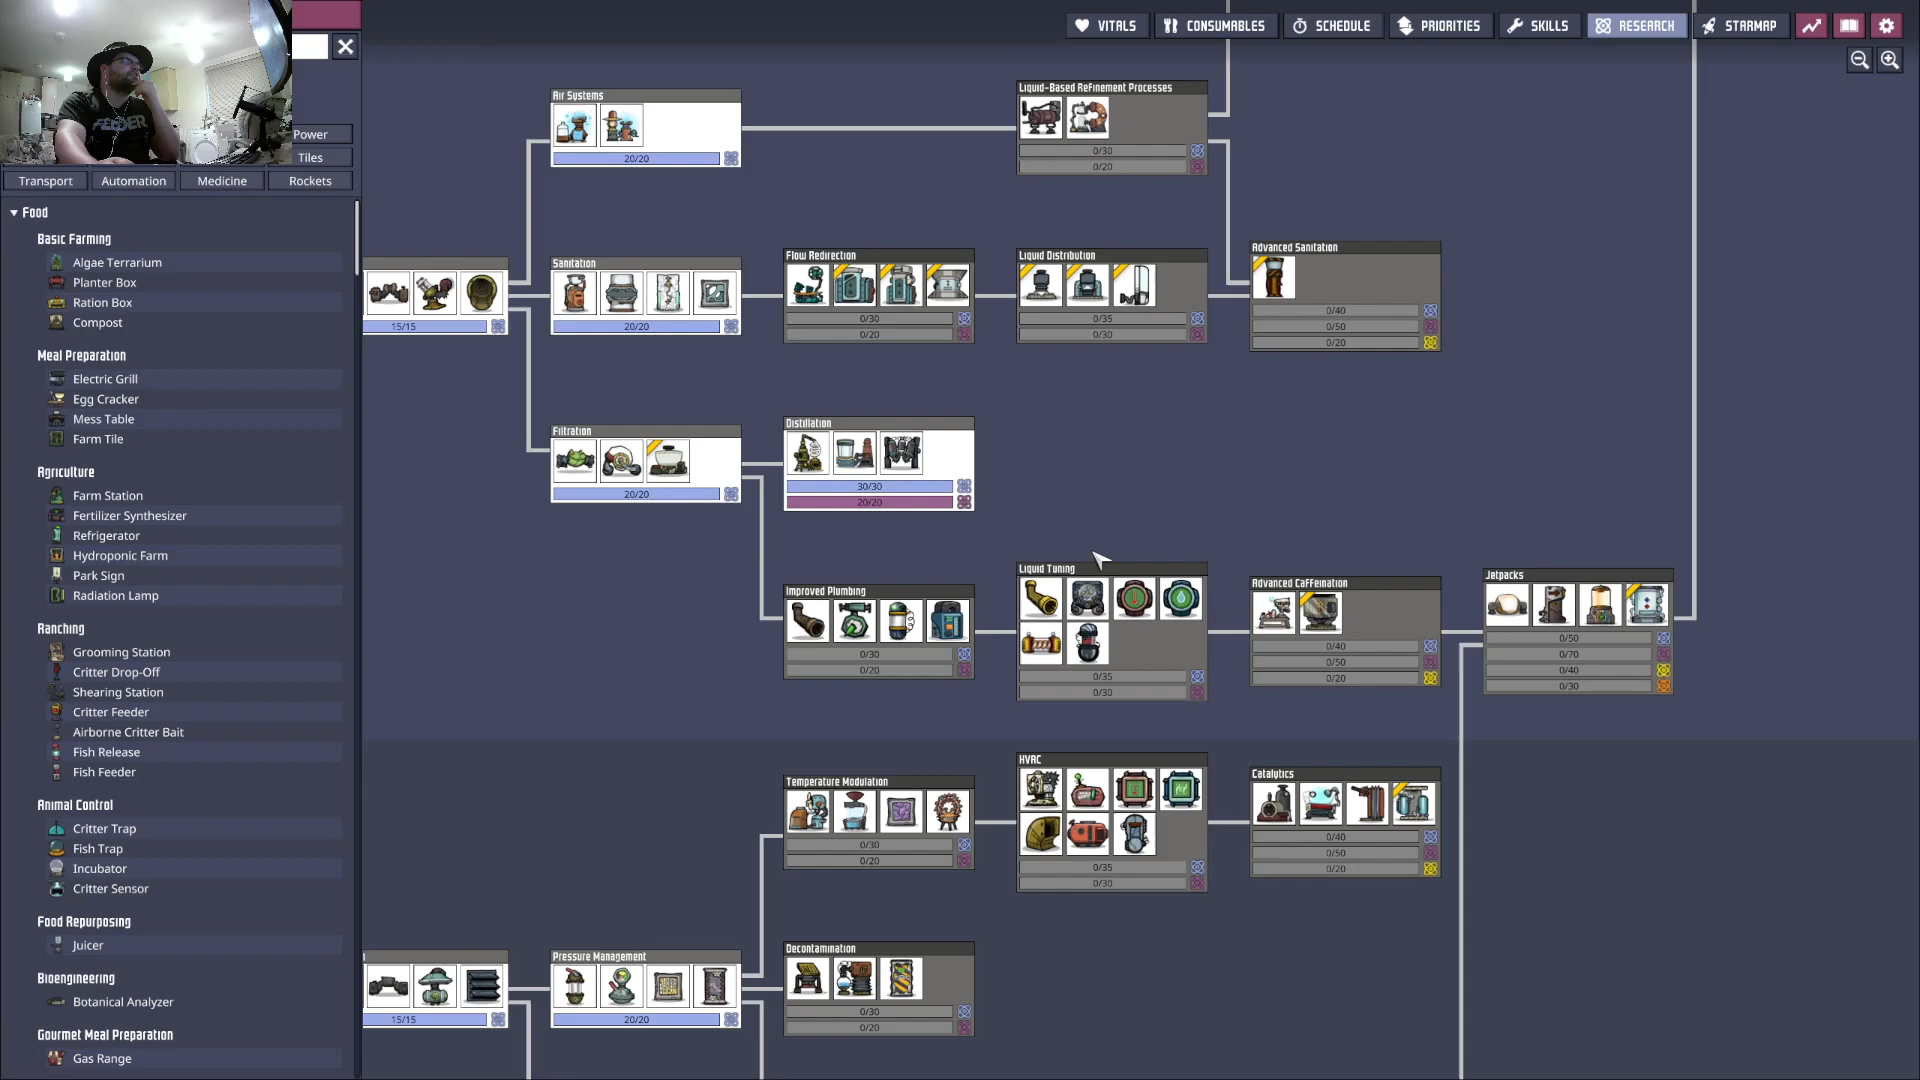 VITALS
CONSUMABLES
SCHEDULE
PRIORITIES
SKILLS
RESEARCH
STARMAP
FEEDER
Power
Tiles
Transport
Automation
Medicine
Rockets
Food
Basic Farming
Algae Terrarium
Planter Box
Ration Box
Compost
Meal Preparation
Electric Grill
Egg Cracker
Mess Table
Farm Tile
Agriculture
Farm Station
Fertilizer Synthesizer
Refrigerator
Hydroponic Farm
Park Sign
Radiation Lamp
Ranching
Grooming Station
Critter Drop-Off
Shearing Station
Critter Feeder
Airborne Critter Bait
Fish Release
Fish Feeder
Animal Control
Critter Trap
Fish Trap
Incubator
Critter Sensor
Food Repurposing
Juicer
Bioengineering
Botanical Analyzer
Gourmet Meal Preparation
Gas Range
Air Systems
20/20
Liquid-Based Refinement Processes
0/30
0/20
15/15
Sanitation
20/20
Flow Redirection
0/30
0/20
Liquid Distribution
0/35
0/30
Advanced Sanitation
0/40
0/50
0/20
Filtration
20/20
Distillation
30/30
20/20
Improved Plumbing
0/30
0/20
Liquid Tuning
0/35
0/30
Advanced Caffeination
0/40
0/50
0/20
Jetpacks
0/50
0/70
0/40
0/30
Temperature Modulation
0/30
0/20
HVAC
0/35
0/30
Catalytics
0/40
0/50
0/20
15/15
Pressure Management
20/20
Decontamination
0/30
0/20